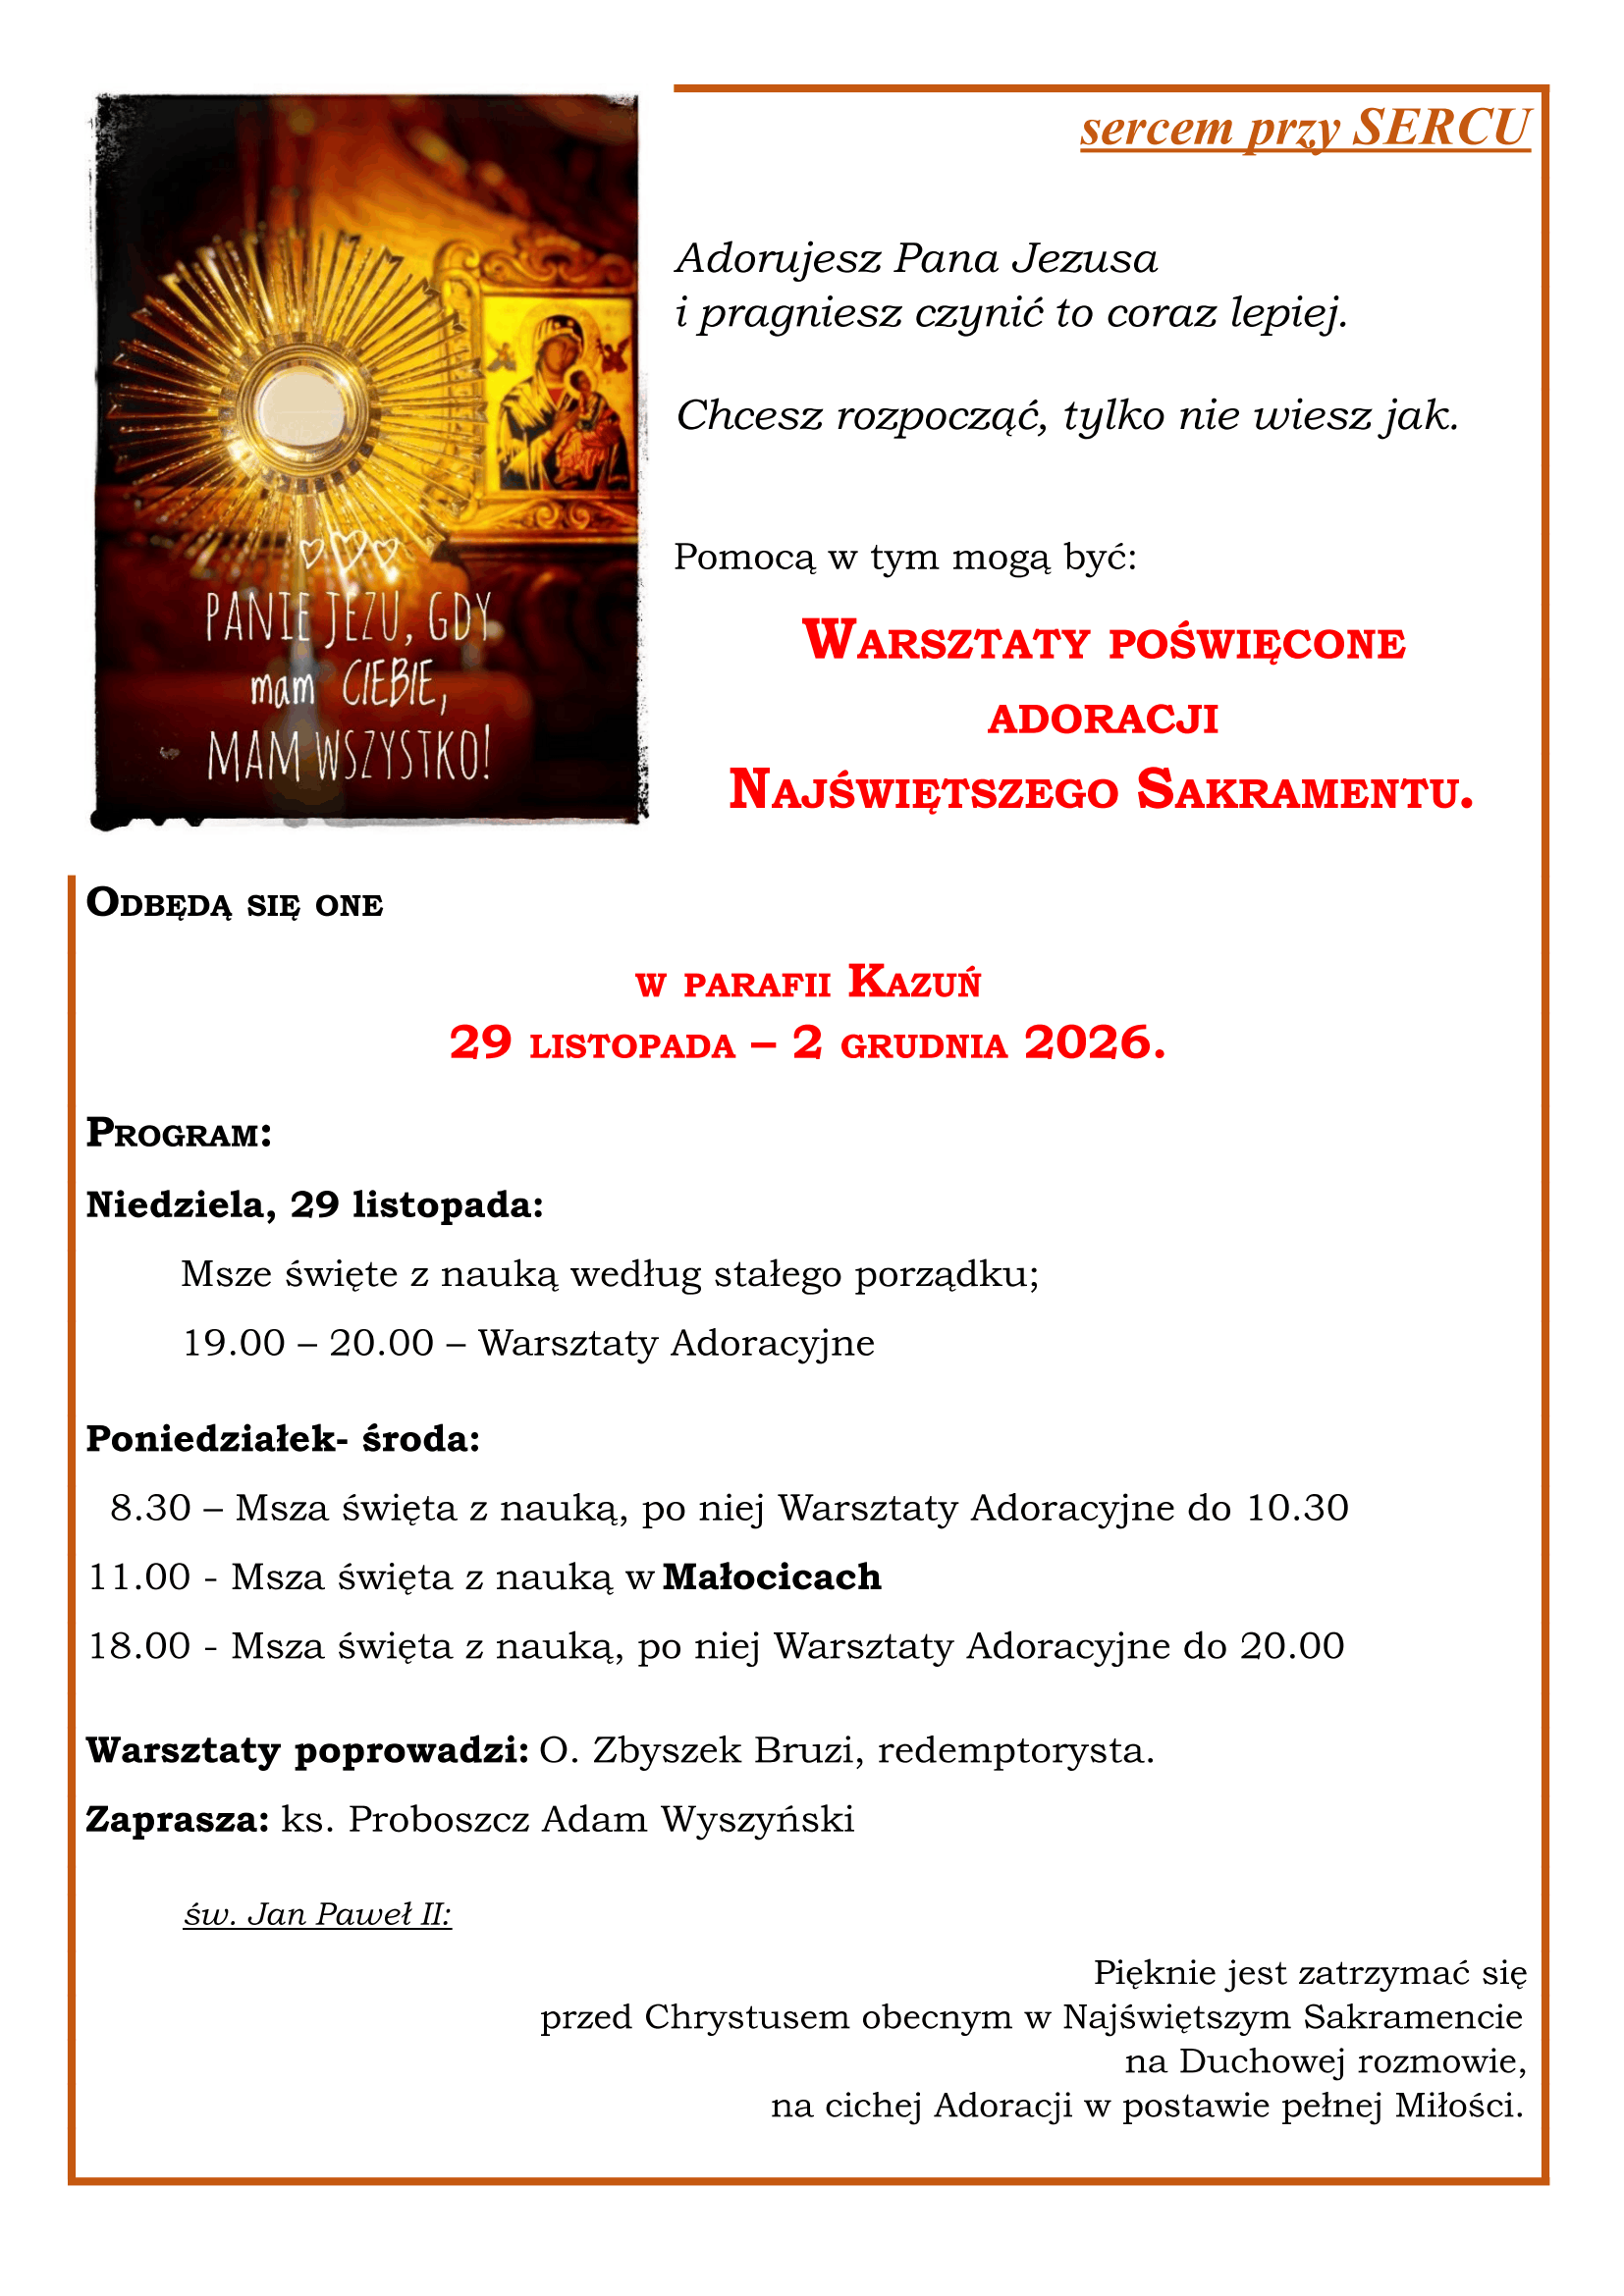 sercem przy SERCU
Adorujesz Pana Jezusa
i pragniesz czynić to coraz lepiej.
Chcesz rozpocząć, tylko nie wiesz jak.
Pomocą w tym mogą być:
WARSZTATY POŚWIĘCONE
ADORACJI
NAJŚWIĘTSZEGO SAKRAMENTU.
PANIE JEZU, GDY
mam CIEBIE,
MAM WSZYSTKO!
ODBĘDĄ SIĘ ONE
W PARAFII KAZUŃ
29 LISTOPADA – 2 GRUDNIA 2026.
PROGRAM:
Niedziela, 29 listopada:
Msze święte z nauką według stałego porządku;
19.00 – 20.00 – Warsztaty Adoracyjne
Poniedziałek- środa:
8.30 – Msza święta z nauką, po niej Warsztaty Adoracyjne do 10.30
11.00 - Msza święta z nauką w Małocicach
18.00 - Msza święta z nauką, po niej Warsztaty Adoracyjne do 20.00
Warsztaty poprowadzi: O. Zbyszek Bruzi, redemptorysta.
Zaprasza: ks. Proboszcz Adam Wyszyński
św. Jan Paweł II:
Pięknie jest zatrzymać się
przed Chrystusem obecnym w Najświętszym Sakramencie
na Duchowej rozmowie,
na cichej Adoracji w postawie pełnej Miłości.